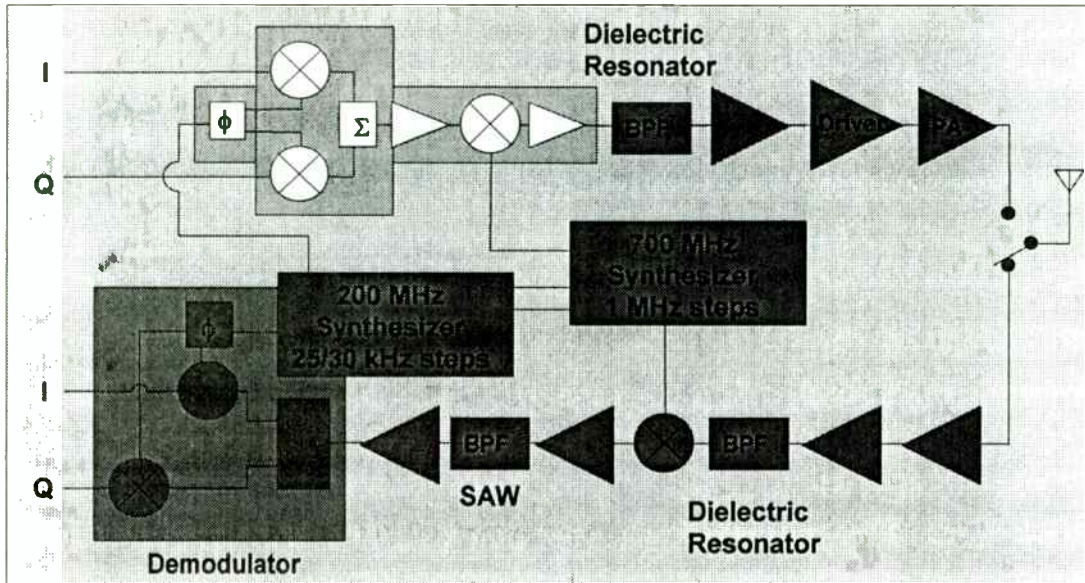 Dielectric
Resonator
I
Q
ϕ
Σ
BPF
Driver
PA
700 MHz
Synthesizer
1 MHz steps
200 MHz
Synthesizer
25/30 kHz steps
ϕ
I
Q
BPF
SAW
BPF
Dielectric
Resonator
Demodulator